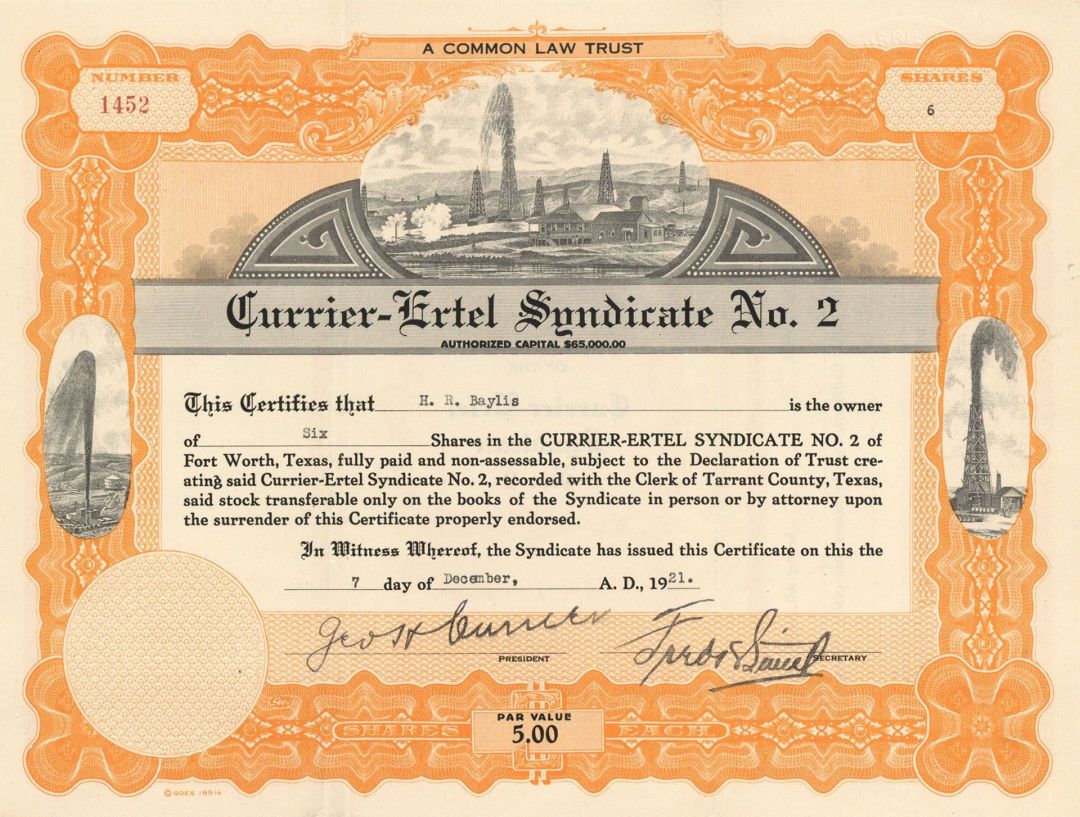 A COMMON LAW TRUST
NUMBER
1452
SHARES
6
Currier-Ertel Syndicate No. 2
AUTHORIZED CAPITAL $65,000.00
This Certifies that H. R. Baylis is the owner
of Six Shares in the CURRIER-ERTEL SYNDICATE NO. 2 of
Fort Worth, Texas, fully paid and non-assessable, subject to the Declaration of Trust cre-
ating said Currier-Ertel Syndicate No. 2, recorded with the Clerk of Tarrant County, Texas,
said stock transferable only on the books of the Syndicate in person or by attorney upon
the surrender of this Certificate properly endorsed.
In Witness Whereof, the Syndicate has issued this Certificate on this the
7 day of December, A. D., 1921.
Geo H Currier
PRESIDENT
SECRETARY
SHARES
PAR VALUE
5.00
EACH
© GOES